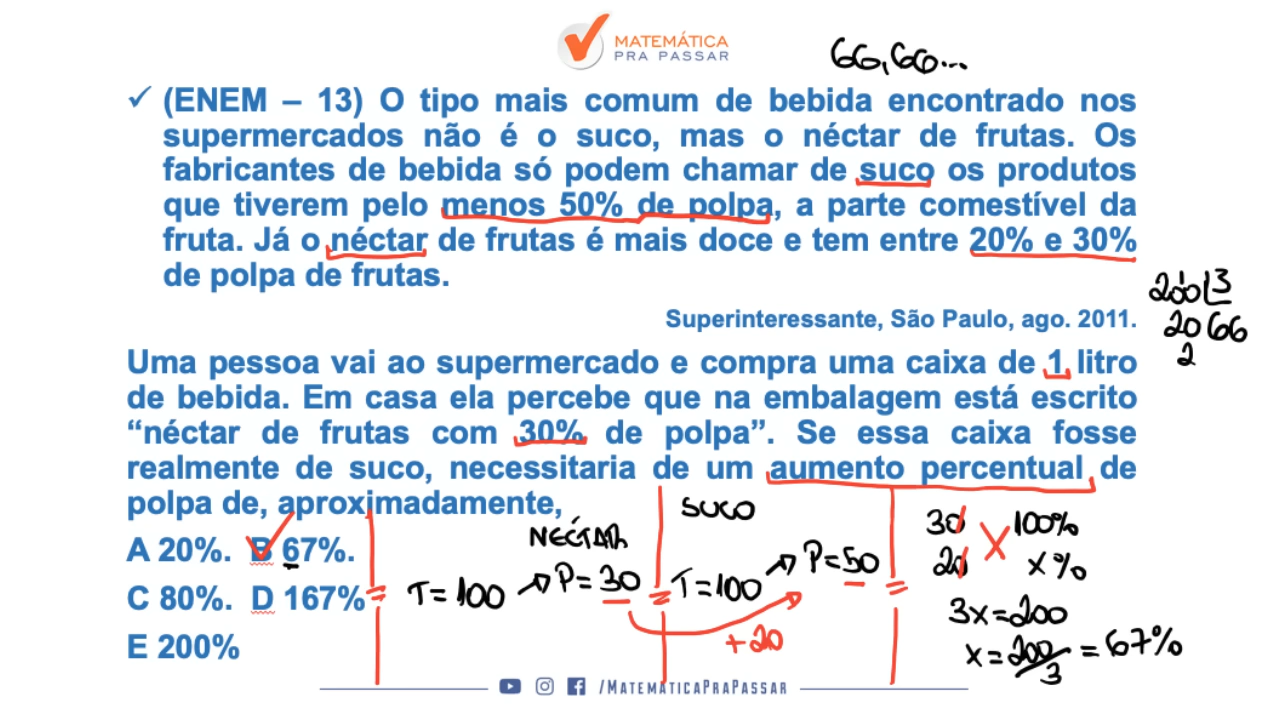 MATEMÁTICA
PRA PASSAR
66,66...
✓ (ENEM – 13) O tipo mais comum de bebida encontrado nos
supermercados não é o suco, mas o néctar de frutas. Os
fabricantes de bebida só podem chamar de suco os produtos
que tiverem pelo menos 50% de polpa, a parte comestível da
fruta. Já o néctar de frutas é mais doce e tem entre 20% e 30%
de polpa de frutas.
200 3
20 66
2
Superinteressante, São Paulo, ago. 2011.
Uma pessoa vai ao supermercado e compra uma caixa de 1 litro
de bebida. Em casa ela percebe que na embalagem está escrito
“néctar de frutas com 30% de polpa”. Se essa caixa fosse
realmente de suco, necessitaria de um aumento percentual de
polpa de, aproximadamente,
A 20%. B 67%.
C 80%. D 167%
E 200%
NÉCTAR
T=100 → P=30
SUCO
T=100 → P=50
+20
30 100%
20 x%
3x=200
x=200/3 = 67%
/MATEMATICAPRAPASSAR